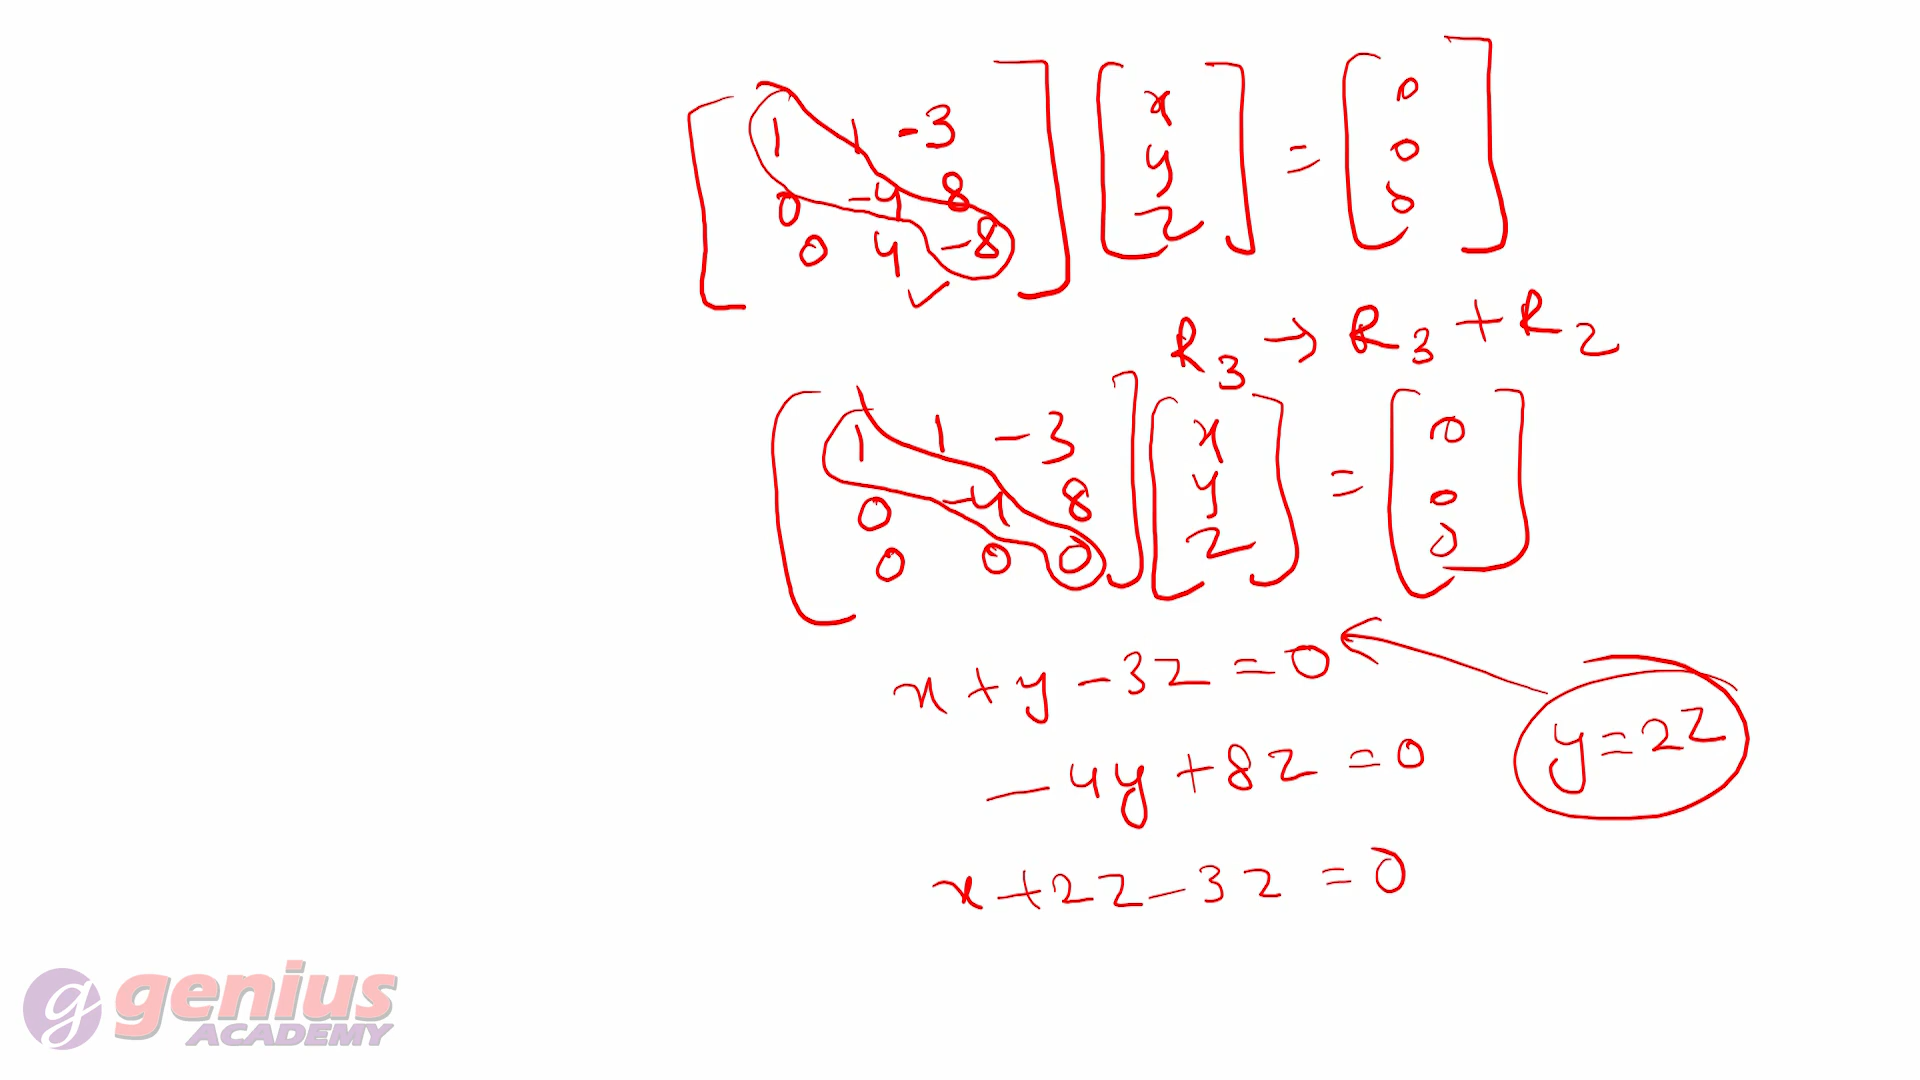 [1 1 -3] [x] = [0]
[0 -4 8] [y] [0]
[0 4 -8] [z] [0]
✓
R₃ → R₃ + R₂
[1 1 -3] [x] = [0]
[0 -4 8] [y] [0]
[0 0 0] [z] [0]
x + y - 3z = 0
y = 2z
-4y + 8z = 0
x + 2z - 3z = 0
g genius
ACADEMY